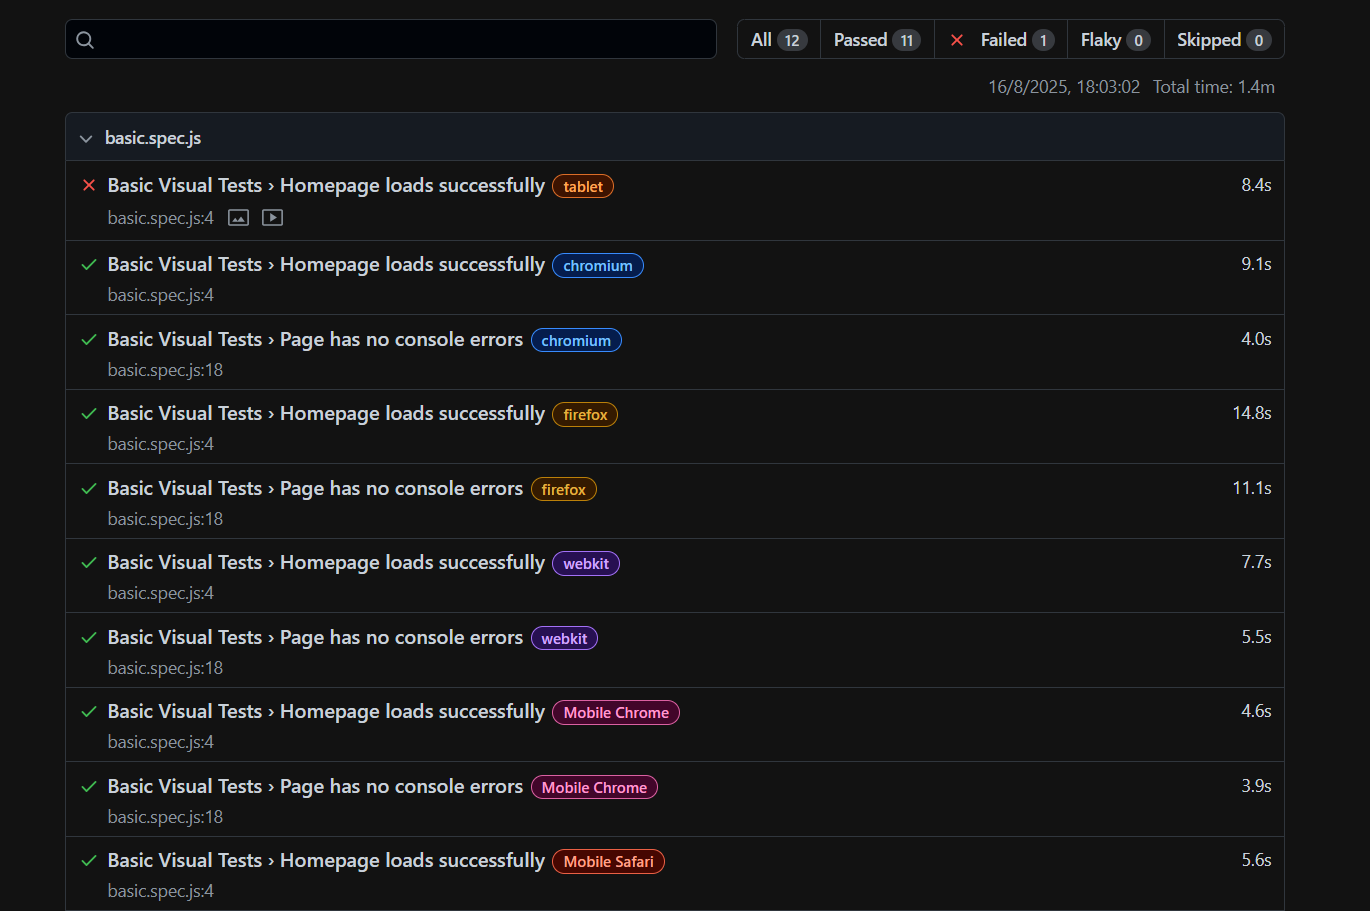 All 12 Passed 11 Failed 1 Flaky 0 Skipped 0
16/8/2025, 18:03:02 Total time: 1.4m
basic.spec.js
Basic Visual Tests › Homepage loads successfully tablet 8.4s
basic.spec.js:4
Basic Visual Tests › Homepage loads successfully chromium 9.1s
basic.spec.js:4
Basic Visual Tests › Page has no console errors chromium 4.0s
basic.spec.js:18
Basic Visual Tests › Homepage loads successfully firefox 14.8s
basic.spec.js:4
Basic Visual Tests › Page has no console errors firefox 11.1s
basic.spec.js:18
Basic Visual Tests › Homepage loads successfully webkit 7.7s
basic.spec.js:4
Basic Visual Tests › Page has no console errors webkit 5.5s
basic.spec.js:18
Basic Visual Tests › Homepage loads successfully Mobile Chrome 4.6s
basic.spec.js:4
Basic Visual Tests › Page has no console errors Mobile Chrome 3.9s
basic.spec.js:18
Basic Visual Tests › Homepage loads successfully Mobile Safari 5.6s
basic.spec.js:4